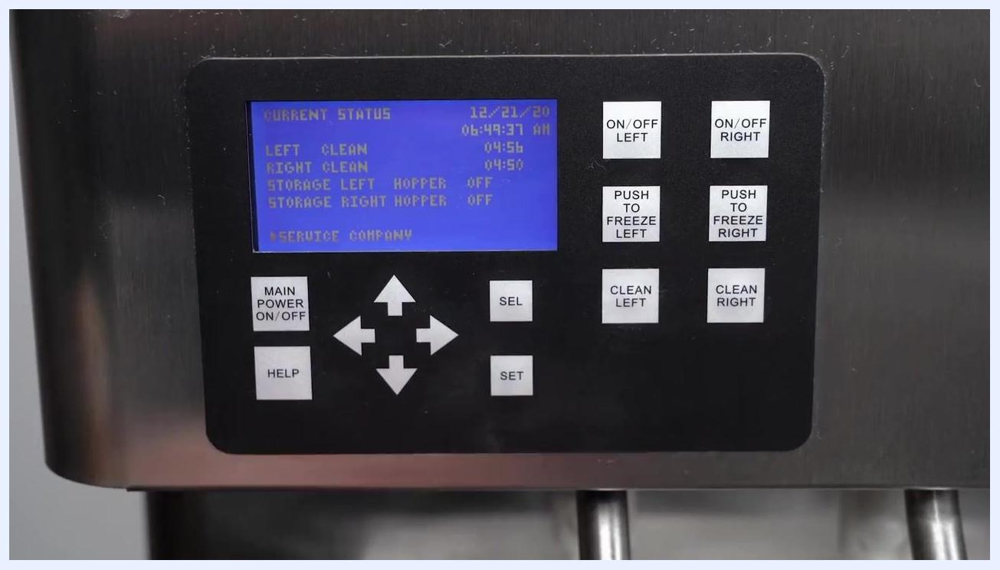 CURRENT STATUS 12/21/20
06:49:37 AM
LEFT CLEAN 04:56
RIGHT CLEAN 04:50
STORAGE LEFT HOPPER OFF
STORAGE RIGHT HOPPER OFF
SERVICE COMPANY
ON/OFF
LEFT
ON/OFF
RIGHT
PUSH
TO
FREEZE
LEFT
PUSH
TO
FREEZE
RIGHT
MAIN
POWER
ON/OFF
SEL
CLEAN
LEFT
CLEAN
RIGHT
HELP
SET